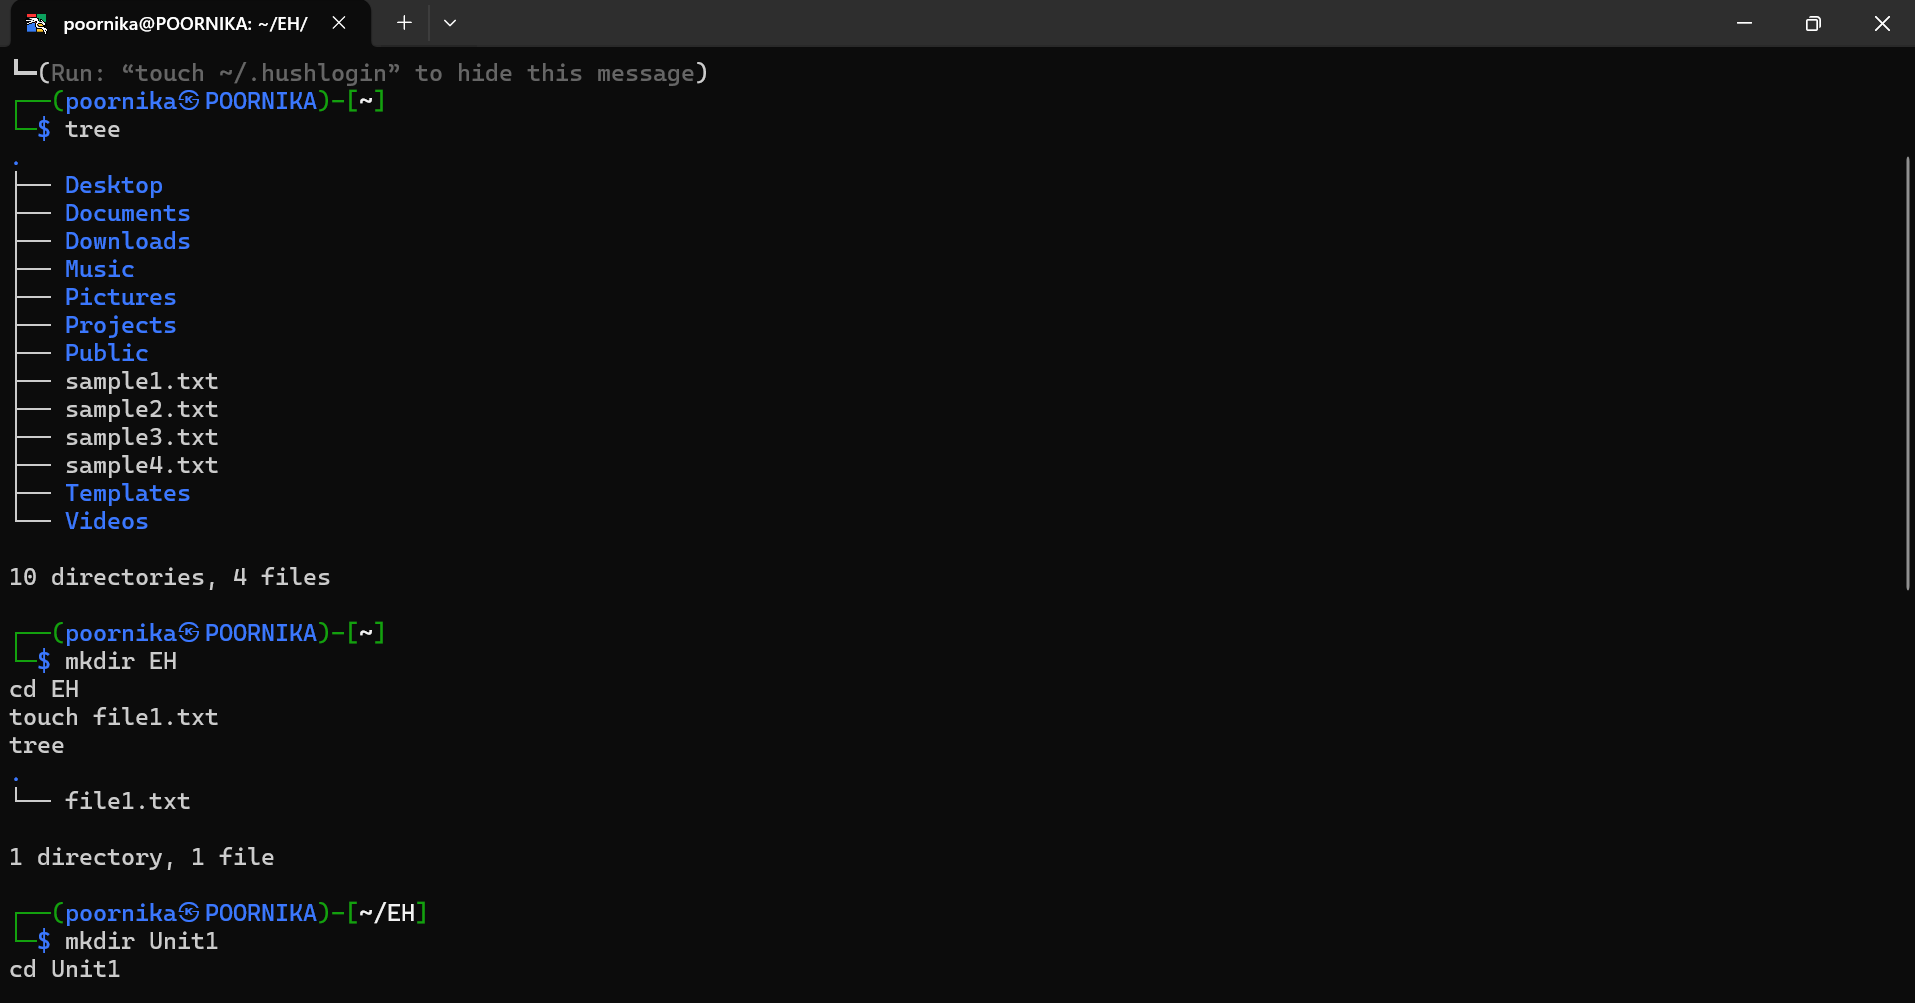 poornika@POORNIKA: ~/EH/
└─(Run: “touch ~/.hushlogin” to hide this message)
┌──(poornika㉿POORNIKA)-[~]
└─$ tree
.
├── Desktop
├── Documents
├── Downloads
├── Music
├── Pictures
├── Projects
├── Public
├── sample1.txt
├── sample2.txt
├── sample3.txt
├── sample4.txt
├── Templates
└── Videos
10 directories, 4 files
┌──(poornika㉿POORNIKA)-[~]
└─$ mkdir EH
cd EH
touch file1.txt
tree
.
└── file1.txt
1 directory, 1 file
┌──(poornika㉿POORNIKA)-[~/EH]
└─$ mkdir Unit1
cd Unit1